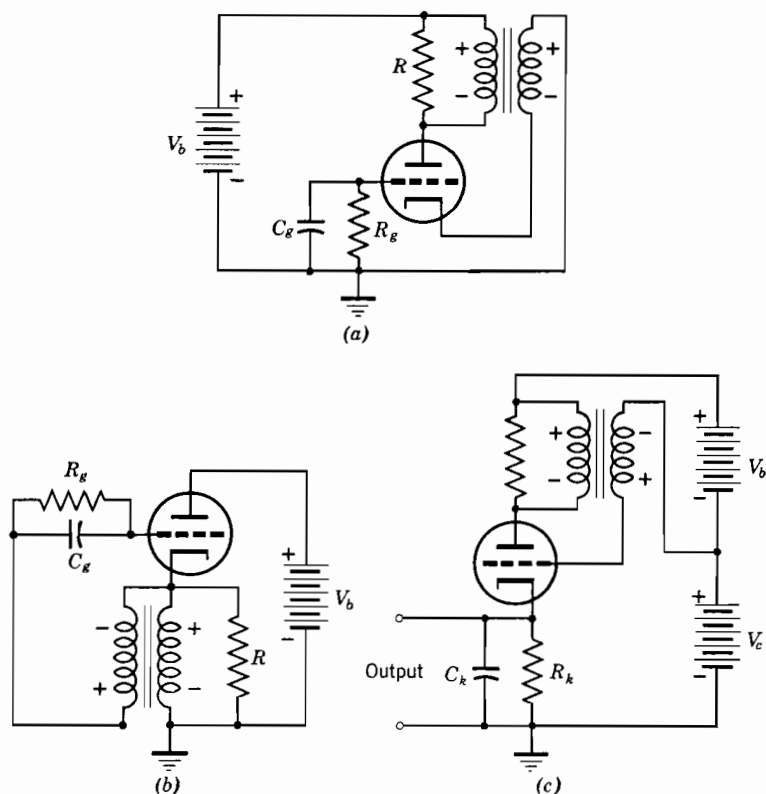 + +
R
- -
+
V_b
-
C_g
R_g
(a)
R_g
C_g
+
V_b
-
- +
R
+ -
(b)
+
V_b
-
+ -
- +
+
V_c
-
Output
C_k
R_k
(c)